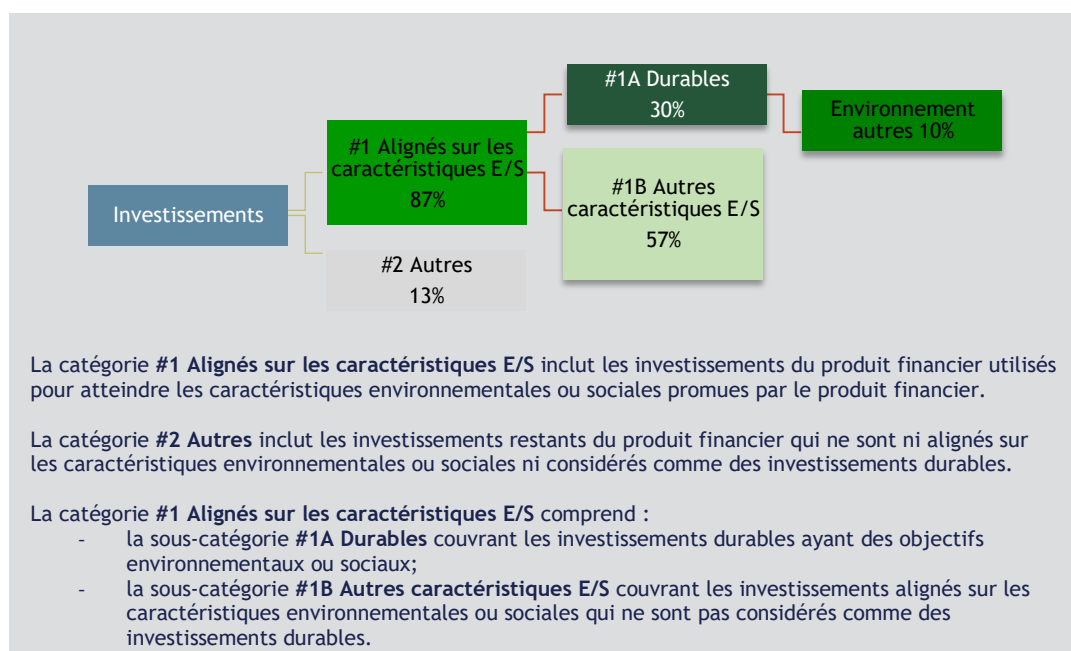 #1A Durables
30%
Environnement
autres 10%
#1 Alignés sur les
caractéristiques E/S
87%
#1B Autres
caractéristiques E/S
57%
Investissements
#2 Autres
13%
La catégorie #1 Alignés sur les caractéristiques E/S inclut les investissements du produit financier utilisés
pour atteindre les caractéristiques environnementales ou sociales promues par le produit financier.
La catégorie #2 Autres inclut les investissements restants du produit financier qui ne sont ni alignés sur
les caractéristiques environnementales ou sociales ni considérés comme des investissements durables.
La catégorie #1 Alignés sur les caractéristiques E/S comprend :
- la sous-catégorie #1A Durables couvrant les investissements durables ayant des objectifs
environnementaux ou sociaux;
- la sous-catégorie #1B Autres caractéristiques E/S couvrant les investissements alignés sur les
caractéristiques environnementales ou sociales qui ne sont pas considérés comme des
investissements durables.